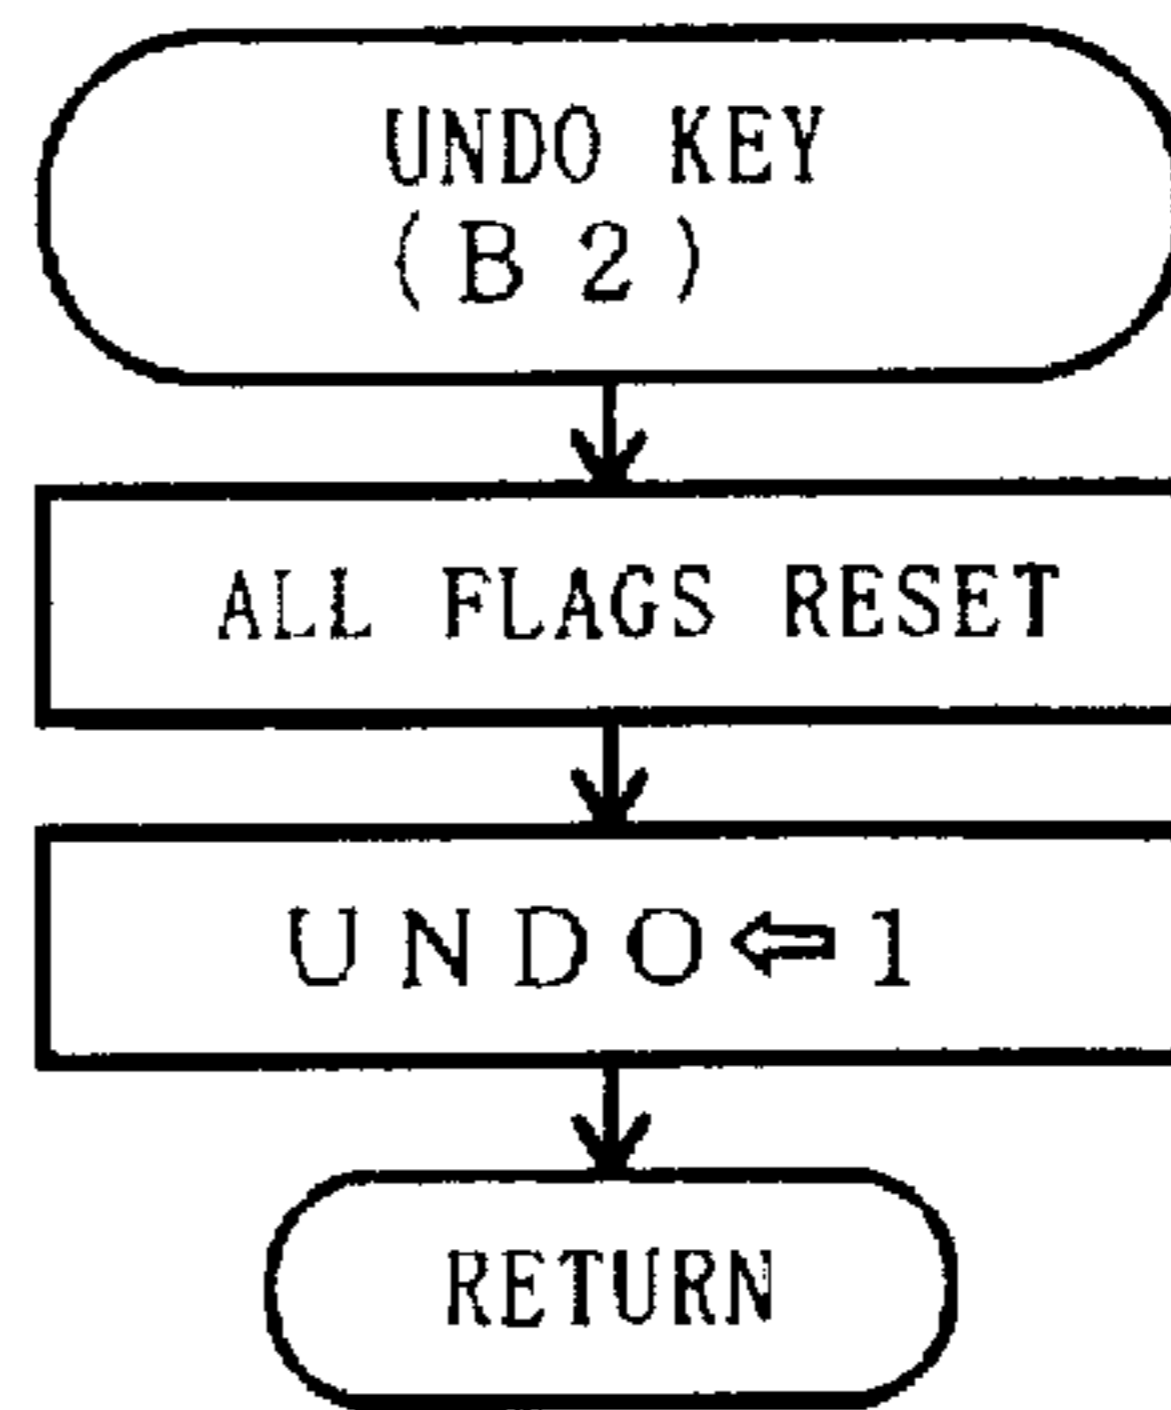 UNDO KEY
(B2)
ALL FLAGS RESET
UNDO⇦1
RETURN